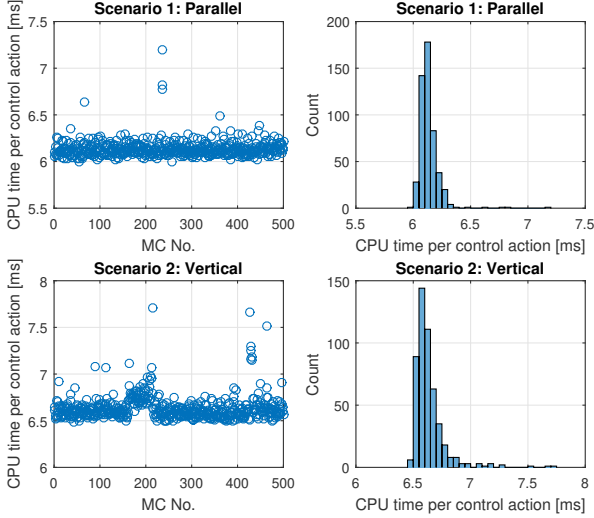 Scenario 1: Parallel
CPU time per control action [ms]
7.5
7
6.5
6
5.5
0 100 200 300 400 500
MC No.
Scenario 1: Parallel
Count
200
150
100
50
0
5.5 6 6.5 7 7.5
CPU time per control action [ms]
Scenario 2: Vertical
CPU time per control action [ms]
8
7.5
7
6.5
6
0 100 200 300 400 500
MC No.
Scenario 2: Vertical
Count
150
100
50
0
6 6.5 7 7.5 8
CPU time per control action [ms]